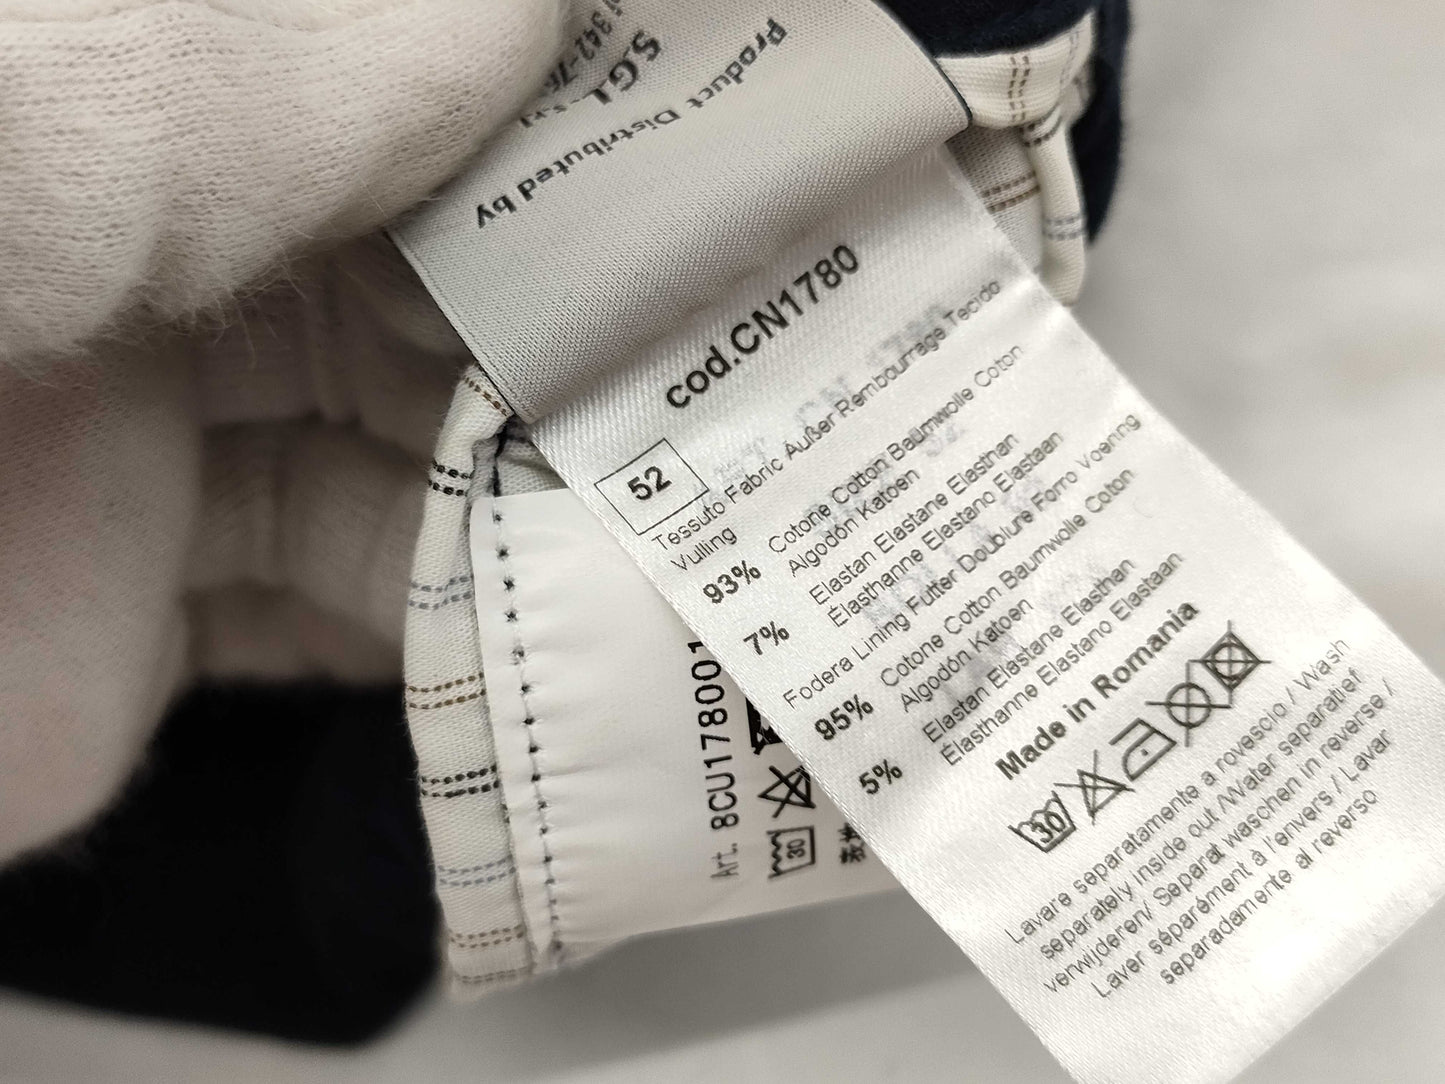 Product Distributed by
S.G.I. s.r.l
342-76
cod.CN1780
52
Tessuto Fabric Außer Rembourrage Tecido
Vulling
93% Cotone Cotton Baumwolle Coton
Algodón Katoen
7% Elastan Elastane Elasthan
Élasthanne Elastano Elastaan
Fodera Lining Futter Doublure Forro Voering
95% Cotone Cotton Baumwolle Coton
Algodón Katoen
5% Elastan Elastane Elasthan
Élasthanne Elastano Elastaan
Made in Romania
30
Lavare separatamente a rovescio / Wash
separately inside out /Water separatief
verwijderen/ Separat waschen in reverse /
Laver séparément à l'envers / Lavar
separadamente al reverso
Art. 8CU178001
30